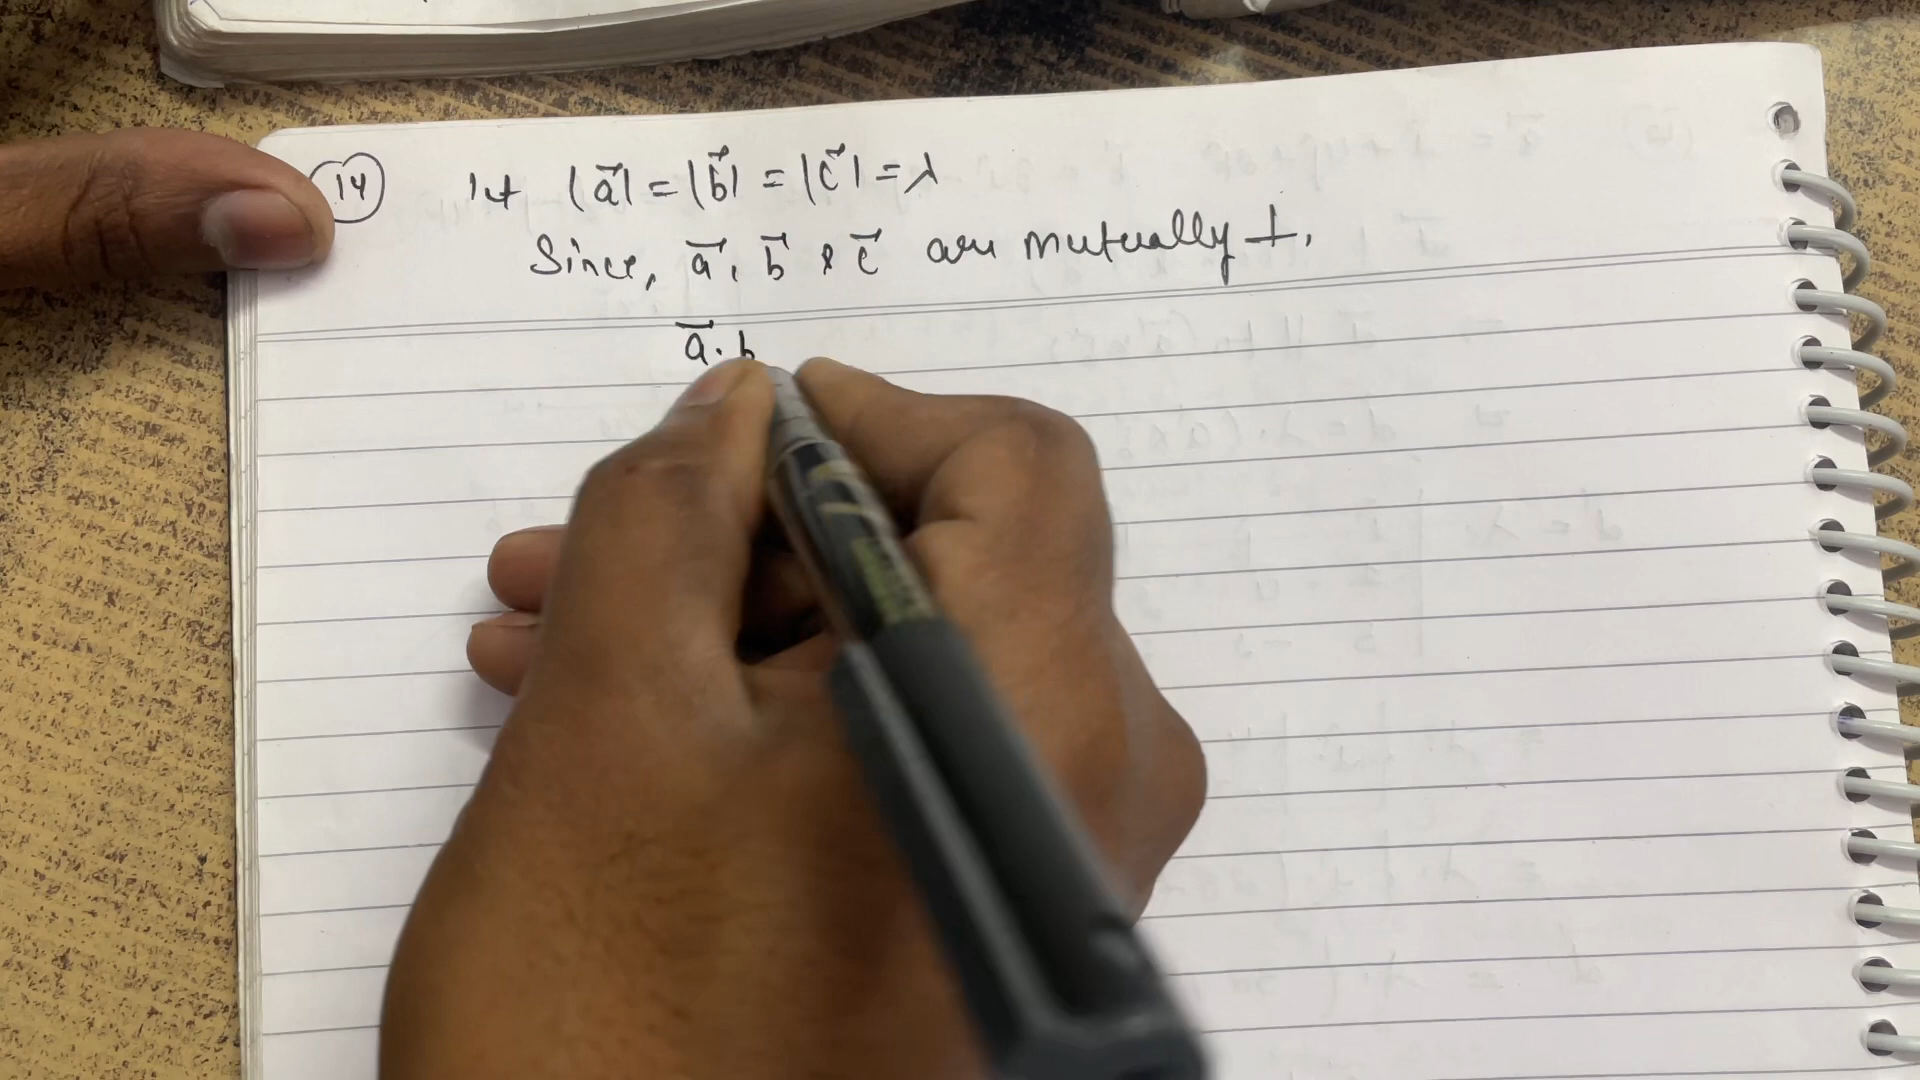 14 let |a⃗| = |b⃗| = |c⃗| = λ
Since, a⃗, b⃗ & c⃗ are mutually ⊥,
a⃗ · b